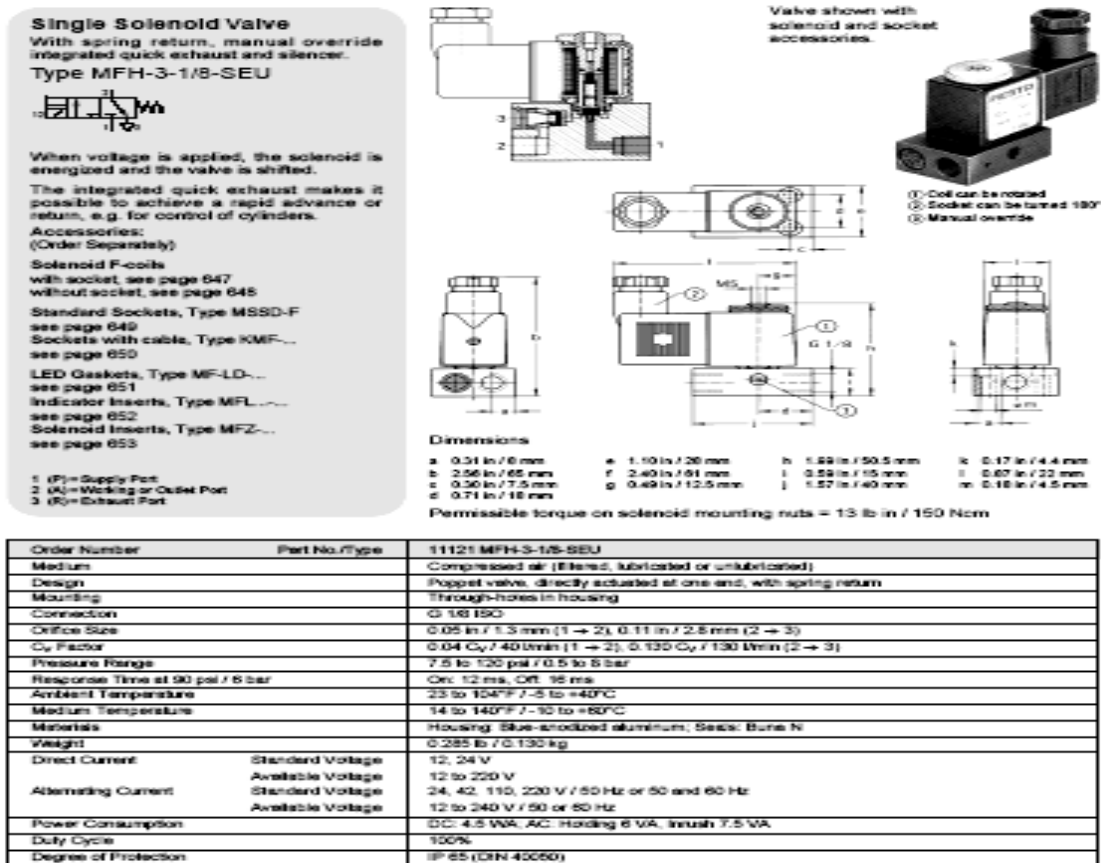 Single Solenoid Valve
With spring return, manual override
integrated quick exhaust and silencer.
Type MFH-3-1/8-SEU
When voltage is applied, the solenoid is
energized and the valve is shifted.
The integrated quick exhaust makes it
possible to achieve a rapid advance or
return, e.g. for control of cylinders.
Accessories:
(Order Separately)
Solenoid F-coils
with socket, see page 647
without socket, see page 648
Standard Sockets, Type MSSD-F
see page 649
Sockets with cable, Type KMF-...
see page 650
LED Gaskets, Type MF-LD-...
see page 651
Indicator Inserts, Type MFL...-...
see page 652
Solenoid Inserts, Type MFZ-...
see page 653
1 (P)= Supply Port
2 (A)= Working or Outlet Port
3 (R)= Exhaust Port
Valve shown with
solenoid and socket
accessories.
FESTO
① Coil can be rotated
② Socket can be turned 180°
③ Manual override
3
2
1
M5
G 1/8
Dimensions
a 0.31 in / 8 mm e 1.10 in / 28 mm h 1.99 in / 50.5 mm k 0.17 in / 4.4 mm
b 2.56 in / 65 mm f 2.40 in / 61 mm i 0.59 in / 15 mm l 0.87 in / 22 mm
c 0.30 in / 7.5 mm g 0.49 in / 12.5 mm j 1.57 in / 40 mm m 0.18 in / 4.5 mm
d 0.71 in / 18 mm
Permissible torque on solenoid mounting nuts = 13 lb in / 150 Ncm
Order Number Part No./Type 11121 MFH-3-1/8-SEU
Medium Compressed air (filtered, lubricated or unlubricated)
Design Poppet valve, directly actuated at one end, with spring return
Mounting Through-holes in housing
Connection G 1/8 ISO
Orifice Size 0.05 in / 1.3 mm (1 → 2), 0.11 in / 2.8 mm (2 → 3)
Cv Factor 0.04 Cv / 40 l/min (1 → 2), 0.130 Cv / 130 l/min (2 → 3)
Pressure Range 7.5 to 120 psi / 0.5 to 8 bar
Response Time at 90 psi / 6 bar On: 12 ms, Off: 16 ms
Ambient Temperature 23 to 104°F / -5 to +40°C
Medium Temperature 14 to 140°F / -10 to +60°C
Materials Housing: Blue-anodized aluminum; Seals: Buna N
Weight 0.285 lb / 0.130 kg
Direct Current Standard Voltage 12, 24 V
Available Voltage 12 to 220 V
Alternating Current Standard Voltage 24, 42, 110, 220 V / 50 Hz or 50 and 60 Hz
Available Voltage 12 to 240 V / 50 or 60 Hz
Power Consumption DC: 4.5 WA; AC: Holding 6 VA, Inrush 7.5 VA
Duty Cycle 100%
Degree of Protection IP 65 (DIN 40050)